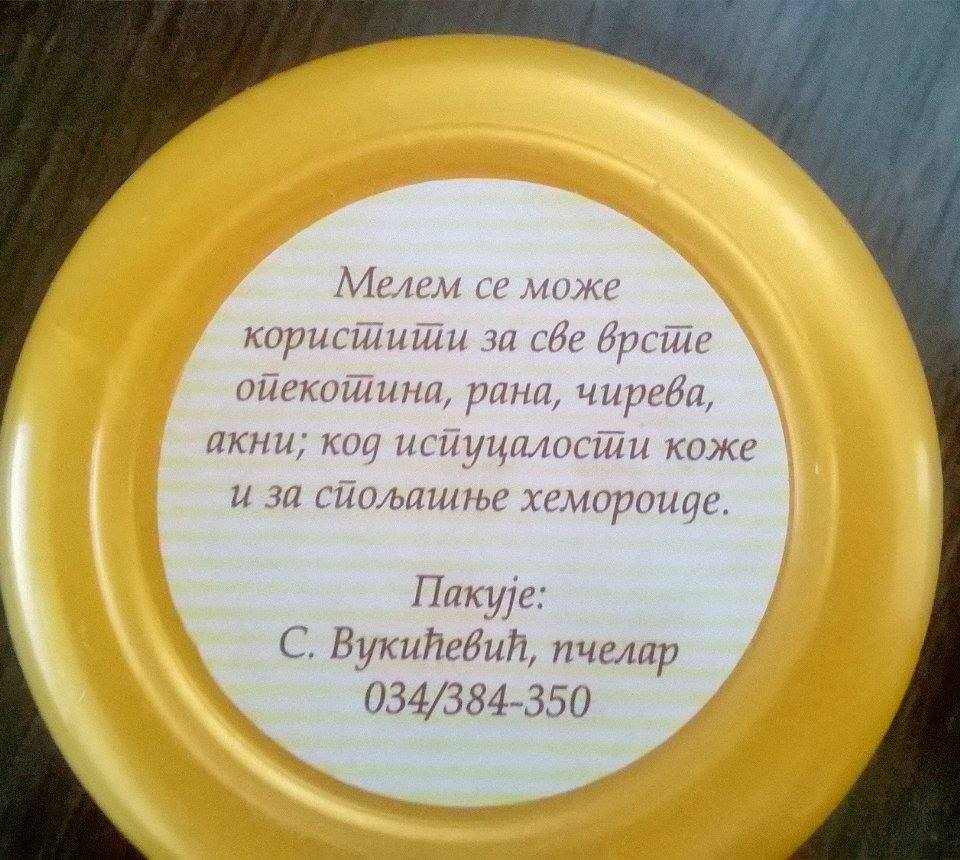 Мелем се може
користити за све врсте
опекотина, рана, чирева,
акни; код испуцалости коже
и за спољашње хемороиде.
Пакује:
С. Вукићевић, пчелар
034/384-350